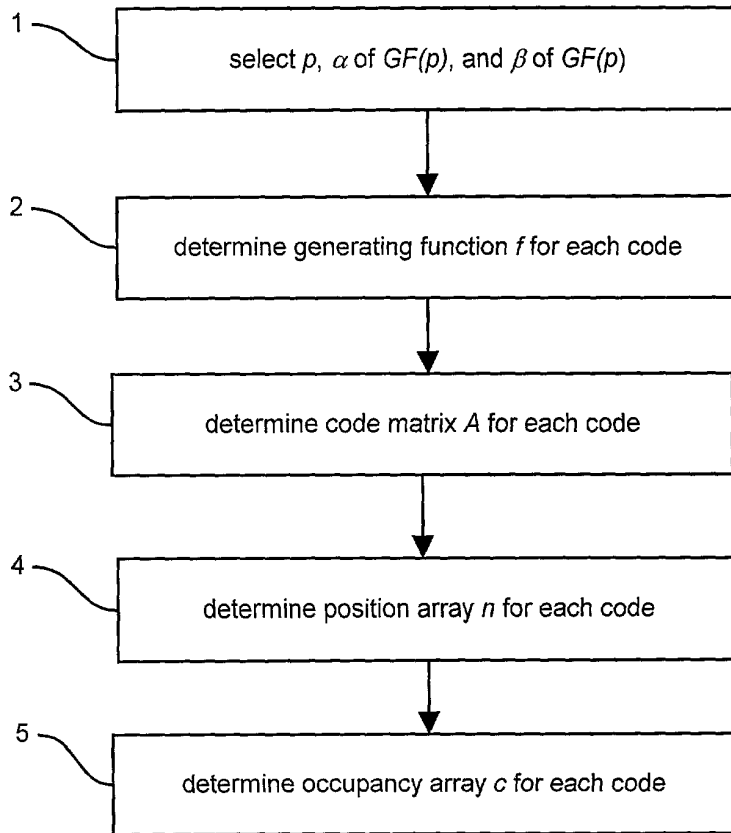 1
select p, α of GF(p), and β of GF(p)
2
determine generating function f for each code
3
determine code matrix A for each code
4
determine position array n for each code
5
determine occupancy array c for each code